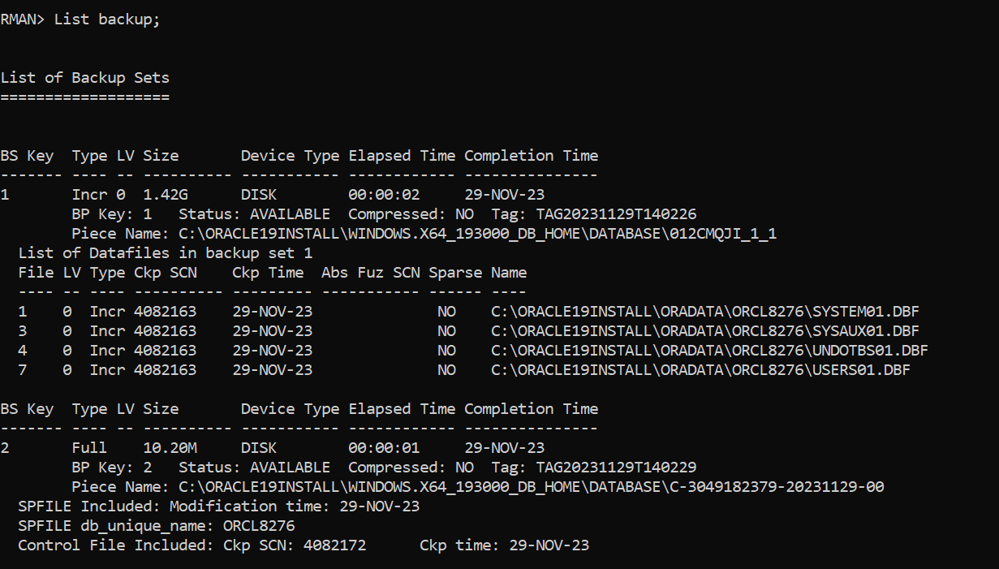 RMAN> List backup;
List of Backup Sets
===================
BS Key  Type LV Size       Device Type Elapsed Time Completion Time
------- ---- -- ---------- ----------- ------------ ---------------
1       Incr 0  1.42G      DISK        00:00:02     29-NOV-23
        BP Key: 1   Status: AVAILABLE  Compressed: NO  Tag: TAG20231129T140226
        Piece Name: C:\ORACLE19INSTALL\WINDOWS.X64_193000_DB_HOME\DATABASE\012CMQJI_1_1
  List of Datafiles in backup set 1
  File LV Type Ckp SCN    Ckp Time  Abs Fuz SCN Sparse Name
  ---- -- ---- ---------- --------- ----------- ------ ----
  1    0  Incr 4082163    29-NOV-23              NO    C:\ORACLE19INSTALL\ORADATA\ORCL8276\SYSTEM01.DBF
  3    0  Incr 4082163    29-NOV-23              NO    C:\ORACLE19INSTALL\ORADATA\ORCL8276\SYSAUX01.DBF
  4    0  Incr 4082163    29-NOV-23              NO    C:\ORACLE19INSTALL\ORADATA\ORCL8276\UNDOTBS01.DBF
  7    0  Incr 4082163    29-NOV-23              NO    C:\ORACLE19INSTALL\ORADATA\ORCL8276\USERS01.DBF
BS Key  Type LV Size       Device Type Elapsed Time Completion Time
------- ---- -- ---------- ----------- ------------ ---------------
2       Full    10.20M     DISK        00:00:01     29-NOV-23
        BP Key: 2   Status: AVAILABLE  Compressed: NO  Tag: TAG20231129T140229
        Piece Name: C:\ORACLE19INSTALL\WINDOWS.X64_193000_DB_HOME\DATABASE\C-3049182379-20231129-00
  SPFILE Included: Modification time: 29-NOV-23
  SPFILE db_unique_name: ORCL8276
  Control File Included: Ckp SCN: 4082172      Ckp time: 29-NOV-23